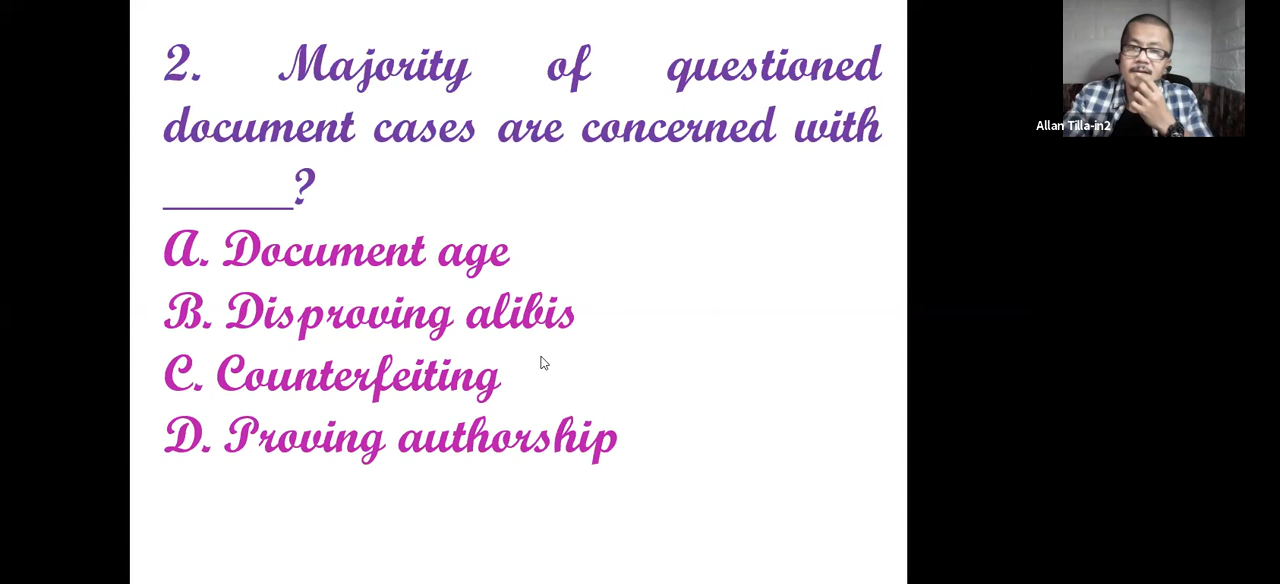 2. Majority of questioned
document cases are concerned with
______?
A. Document age
B. Disproving alibis
C. Counterfeiting
D. Proving authorship
Allan Tilla-in2